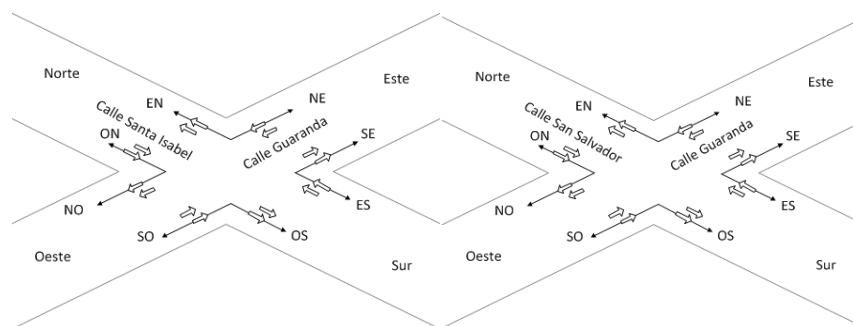 Norte
Este
EN
NE
Calle Santa Isabel
ON
Calle Guaranda
SE
NO
ES
SO
OS
Oeste
Sur
Norte
Este
EN
NE
Calle San Salvador
ON
Calle Guaranda
SE
NO
ES
SO
OS
Oeste
Sur